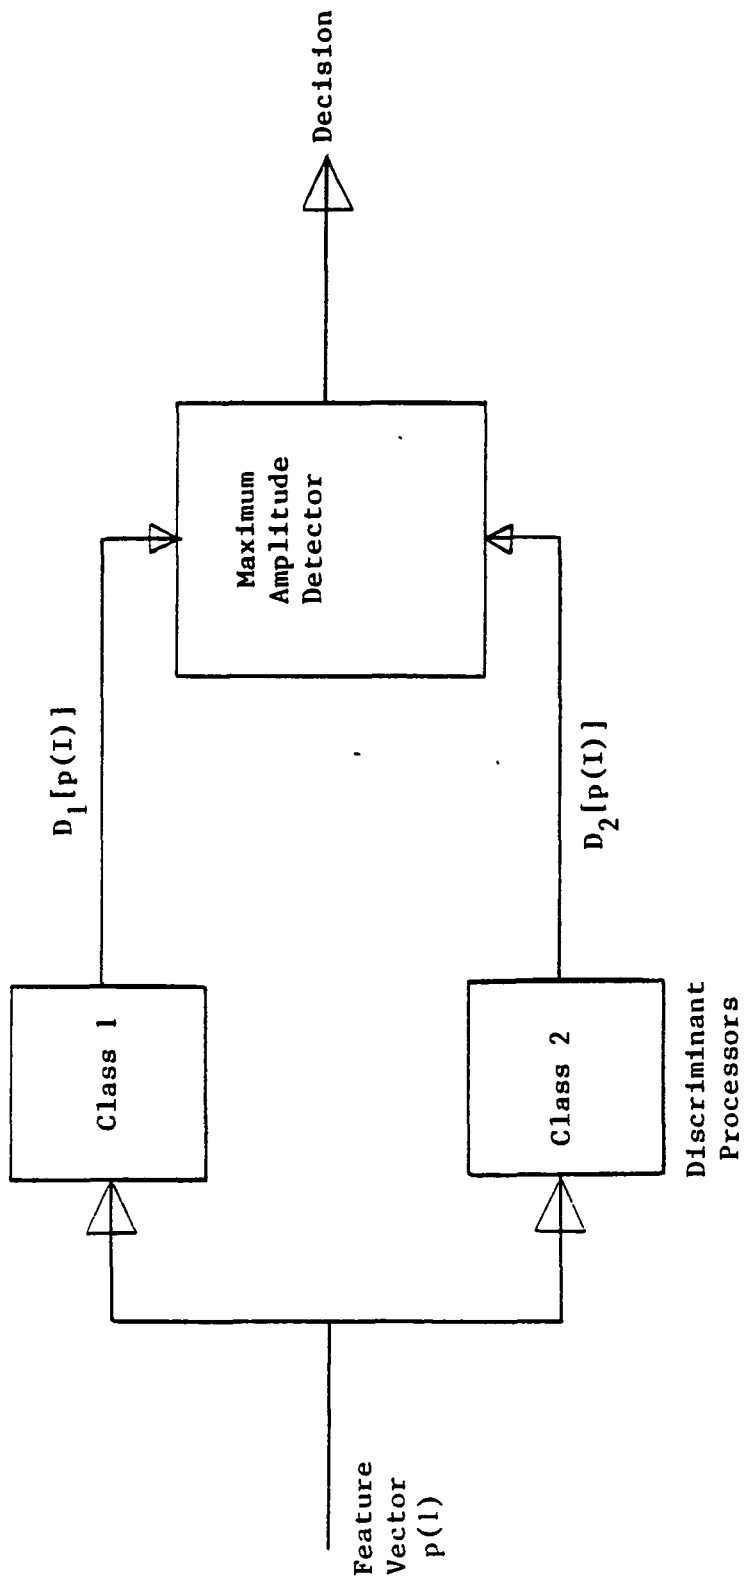 Feature
Vector
p(l)
Class 1
Class 2
Discriminant
Processors
D1[p(I)]
D2[p(I)]
Maximum
Amplitude
Detector
Decision